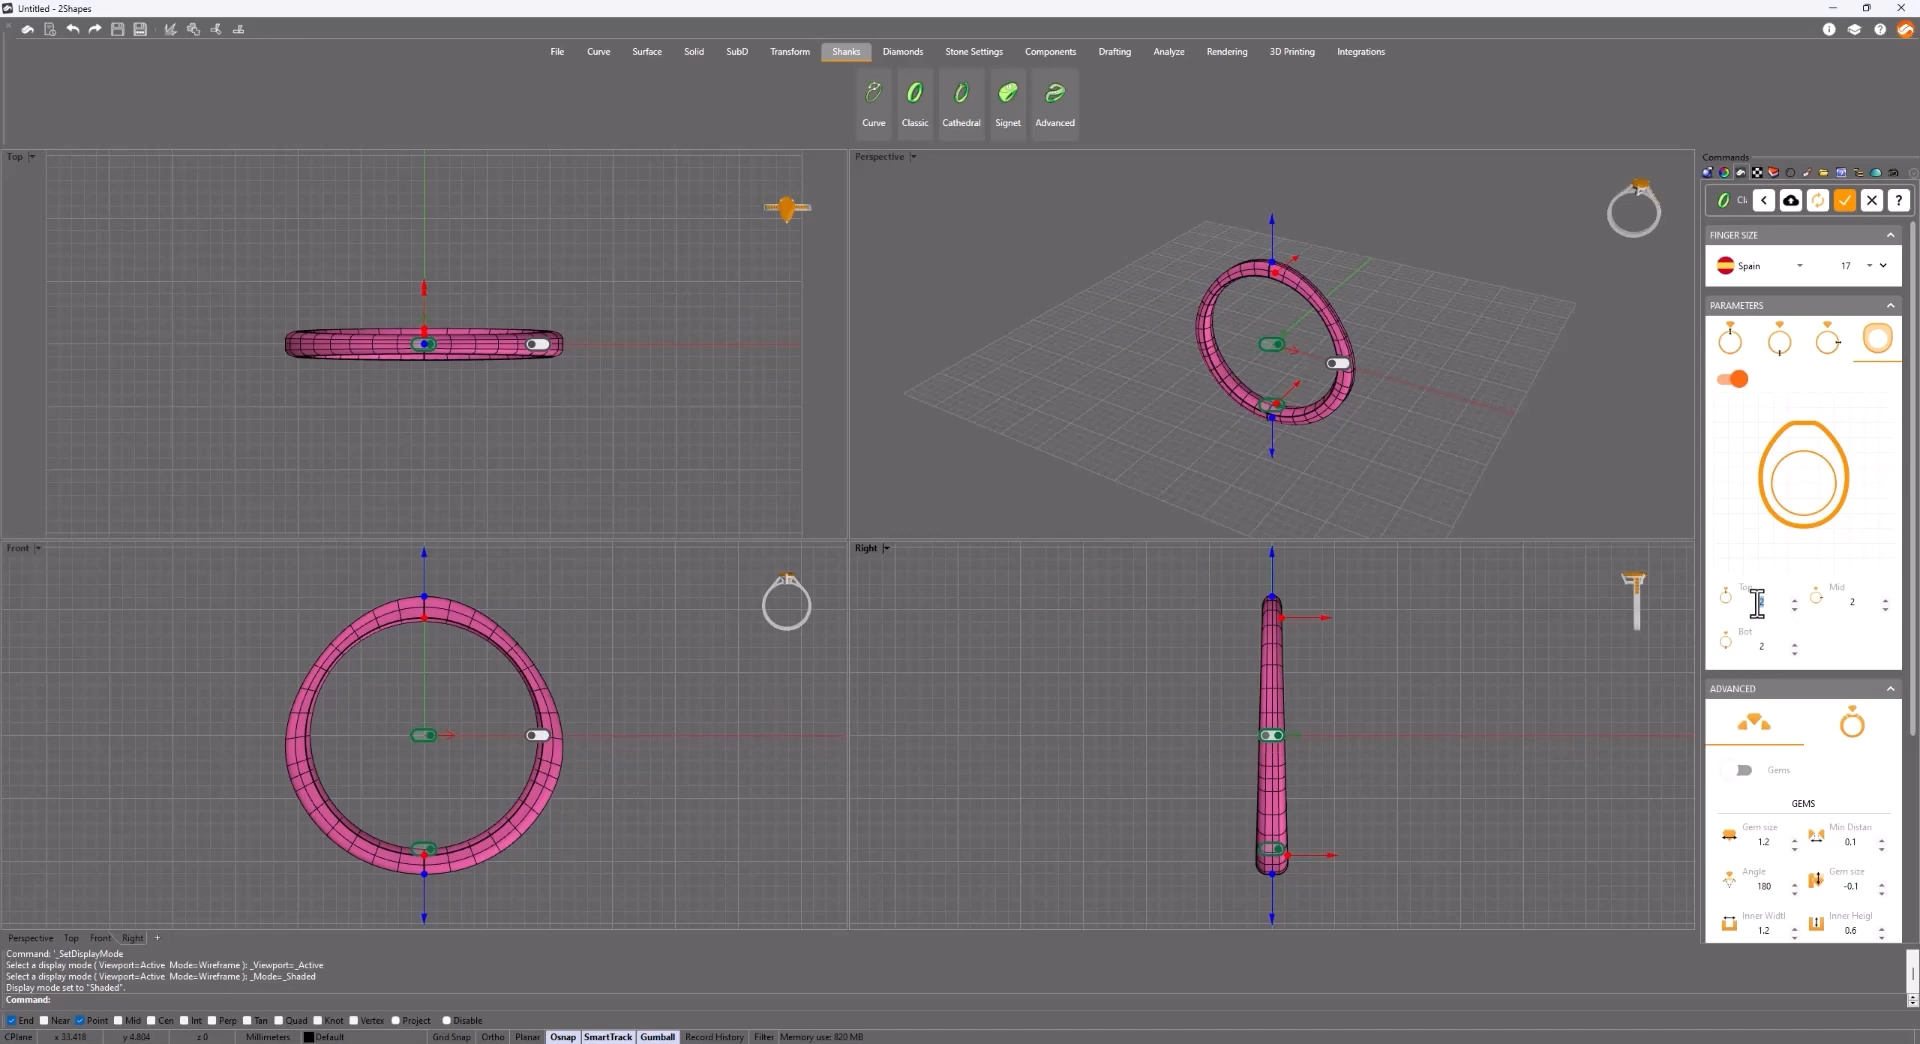 Untitled - 2Shapes
File Curve Surface Solid SubD Transform Shanks Diamonds Stone Settings Components Drafting Analyze Rendering 3D Printing Integrations
Curve Classic Cathedral Signet Advanced
Top
Perspective
Commands
FINGER SIZE
Spain 17
PARAMETERS
Front
Right
Mid
2
Bot
2
ADVANCED
Gems
GEMS
Gem size Min Distan
1.2 0.1
Angle Gem size
180 -0.1
Inner Widtl Inner Heigl
1.2 0.6
Perspective Top Front Right +
Command: '_SetDisplayMode
Select a display mode ( Viewport=Active Mode=Wireframe ): _Viewport=_Active
Select a display mode ( Viewport=Active Mode=Wireframe ): _Mode=_Shaded
Display mode set to "Shaded".
Command:
End Near Point Mid Cen Int Perp Tan Quad Knot Vertex Project Disable
CPlane x 33.418 y 4.804 z 0 Millimeters Default Grid Snap Ortho Planar Osnap SmartTrack Gumball Record History Filter Memory use: 820 MB